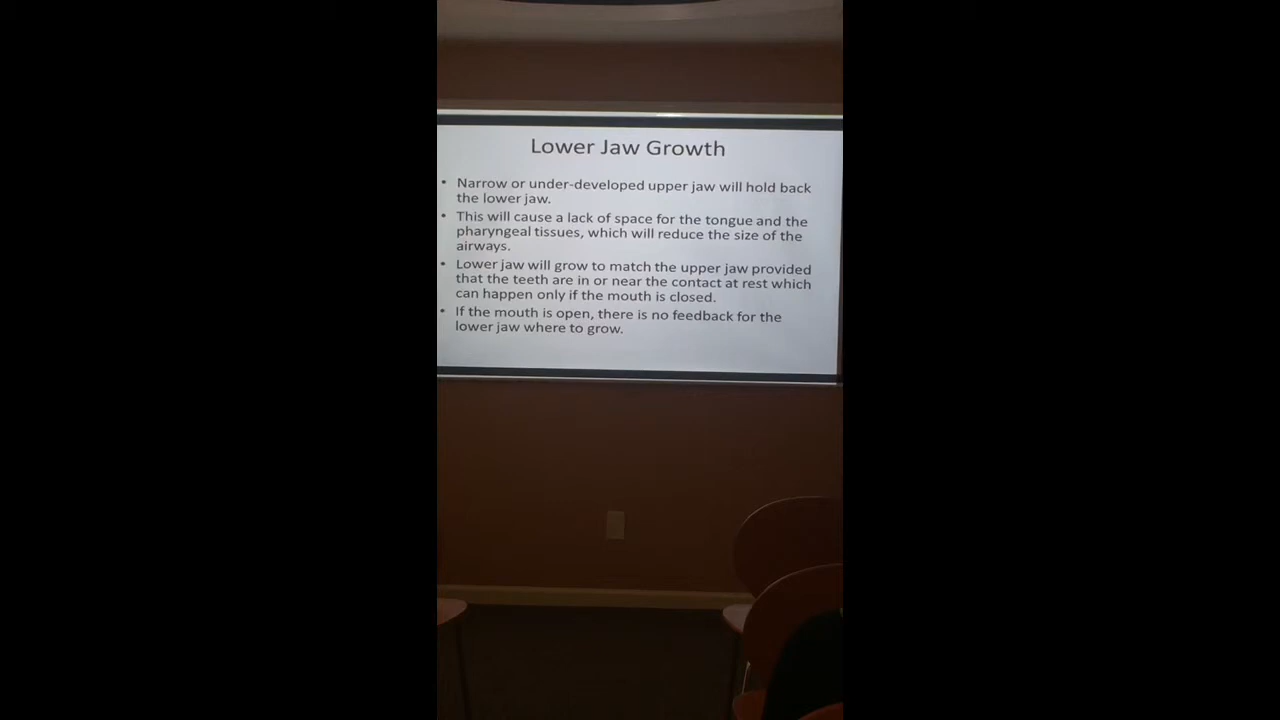 Lower Jaw Growth
• Narrow or under-developed upper jaw will hold back
the lower jaw.
• This will cause a lack of space for the tongue and the
pharyngeal tissues, which will reduce the size of the
airways.
• Lower jaw will grow to match the upper jaw provided
that the teeth are in or near the contact at rest which
can happen only if the mouth is closed.
• If the mouth is open, there is no feedback for the
lower jaw where to grow.